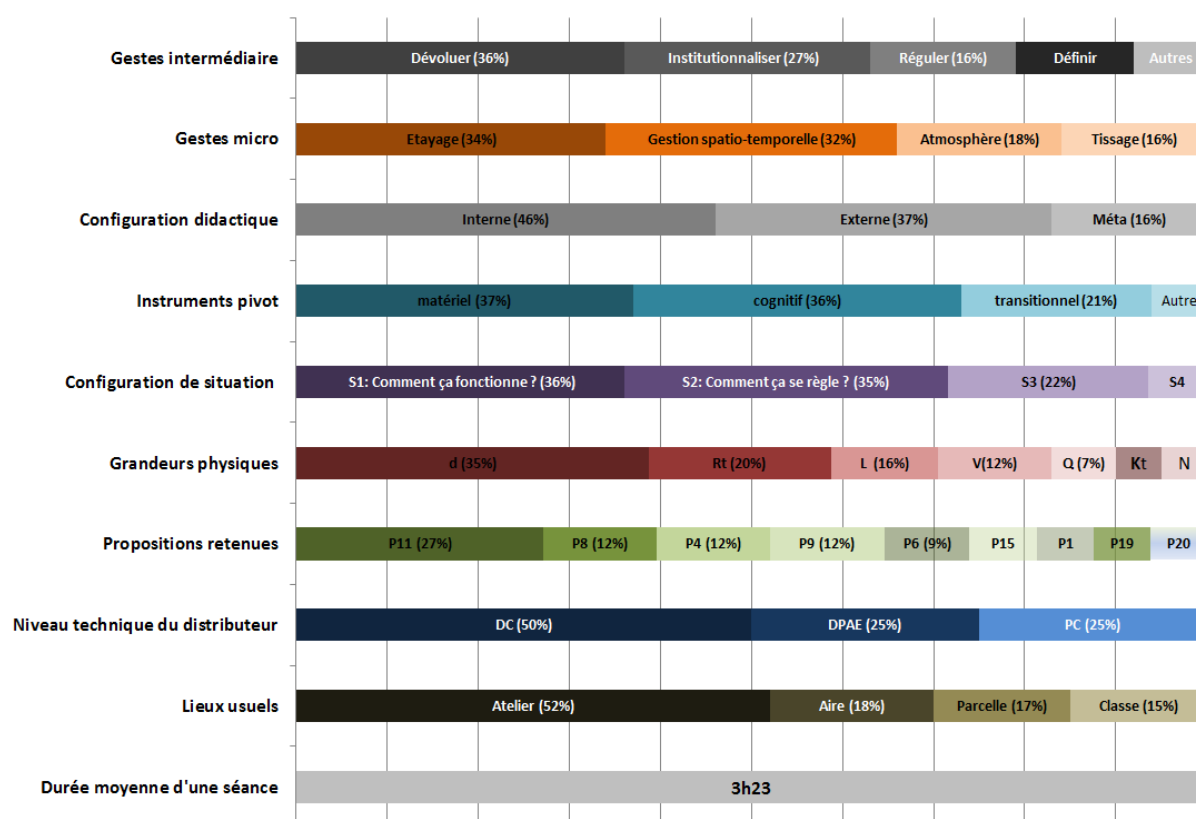 Gestes intermédiaire
Dévoluer (36%) Institutionnaliser (27%) Réguler (16%) Définir Autres
Gestes micro
Etayage (34%) Gestion spatio-temporelle (32%) Atmosphère (18%) Tissage (16%)
Configuration didactique
Interne (46%) Externe (37%) Méta (16%)
Instruments pivot
matériel (37%) cognitif (36%) transitionnel (21%) Autre
Configuration de situation
S1: Comment ça fonctionne ? (36%) S2: Comment ça se règle ? (35%) S3 (22%) S4
Grandeurs physiques
d (35%) Rt (20%) L (16%) V(12%) Q (7%) Kt N
Propositions retenues
P11 (27%) P8 (12%) P4 (12%) P9 (12%) P6 (9%) P15 P1 P19 P20
Niveau technique du distributeur
DC (50%) DPAE (25%) PC (25%)
Lieux usuels
Atelier (52%) Aire (18%) Parcelle (17%) Classe (15%)
Durée moyenne d'une séance
3h23